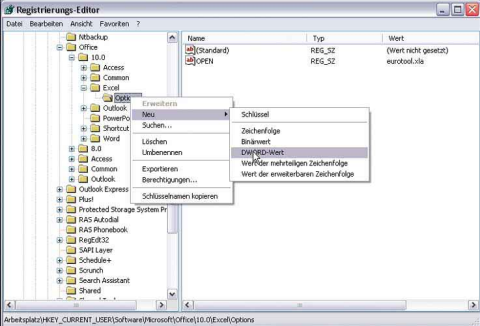 Registrierungs-Editor
Datei Bearbeiten Ansicht Favoriten ?
Ntbackup
Office
10.0
Access
Common
Excel
Optio
Outlook
PowerPo
Shortcut
Word
8.0
Access
Common
Outlook
Outlook Express
Plus!
Protected Storage System Pr
RAS Autodial
RAS Phonebook
RegEdt32
SAPI Layer
Schedule+
Scrunch
Search Assistant
Shared
Name Typ Wert
(Standard) REG_SZ (Wert nicht gesetzt)
OPEN REG_SZ eurotool.xla
Erweitern
Neu
Suchen...
Löschen
Umbenennen
Exportieren
Berechtigungen...
Schlüsselnamen kopieren
Schlüssel
Zeichenfolge
Binärwert
DWORD-Wert
Wert der mehrteiligen Zeichenfolge
Wert der erweiterbaren Zeichenfolge
Arbeitsplatz\HKEY_CURRENT_USER\Software\Microsoft\Office\10.0\Excel\Options